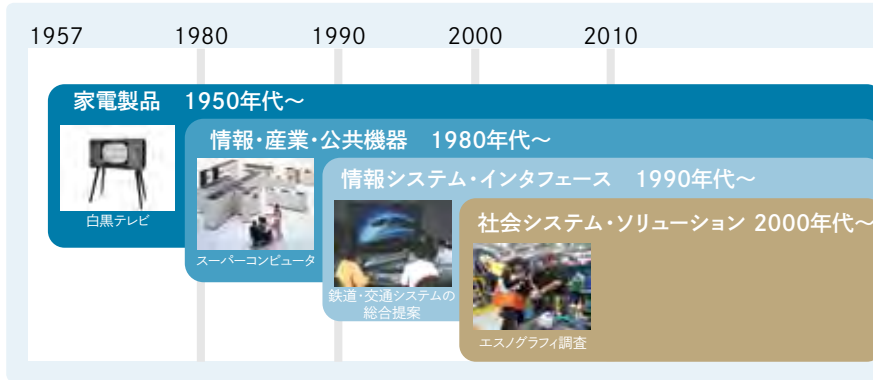 1957 1980 1990 2000 2010
家電製品 1950年代〜
情報・産業・公共機器 1980年代〜
情報システム・インタフェース 1990年代〜
社会システム・ソリューション 2000年代〜
白黒テレビ
スーパーコンピュータ
鉄道・交通システムの
総合提案
エスノグラフィ調査